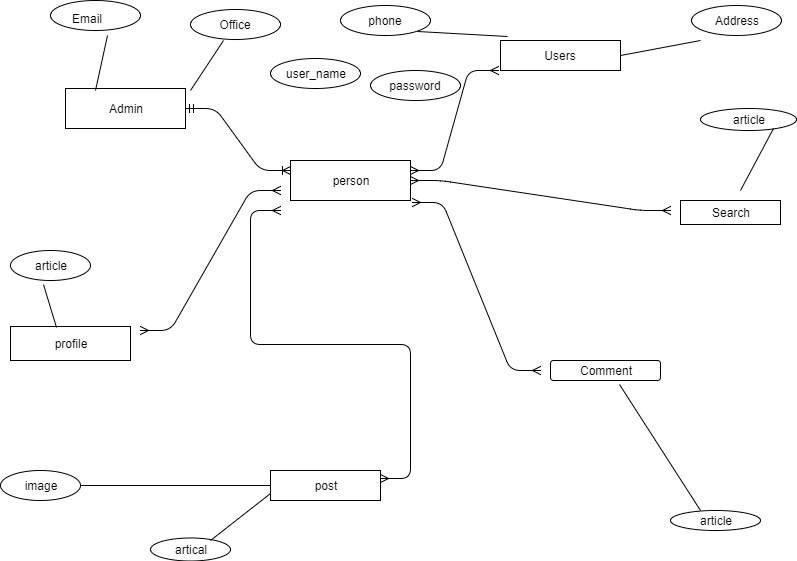 Email
Office
phone
Address
Users
user_name
password
Admin
article
person
Search
article
profile
Comment
image
post
article
artical